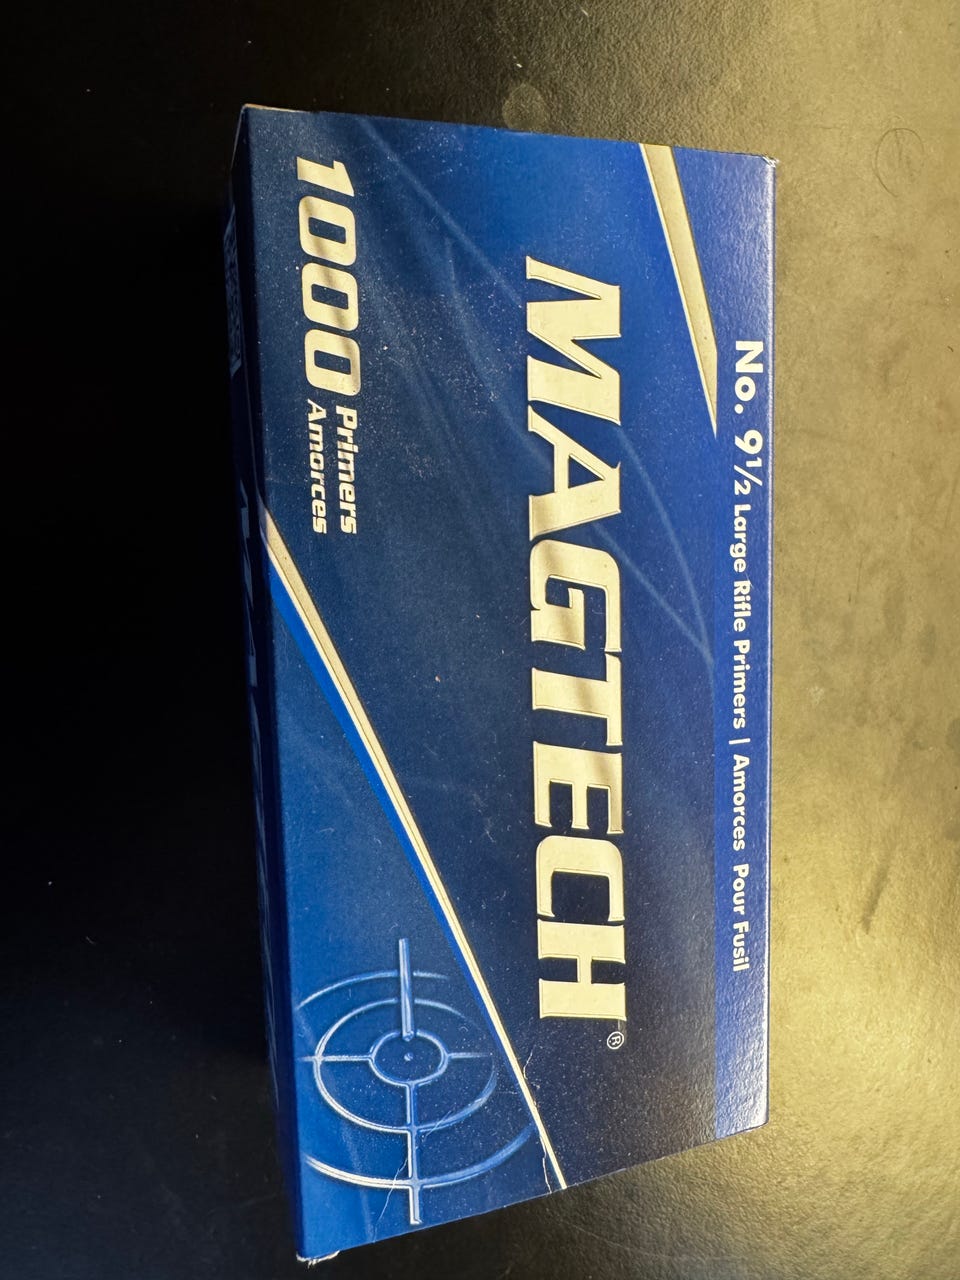 No. 9½ Large Rifle Primers | Amorces Pour Fusil
MAGTECH®
1000 Primers
Amorces